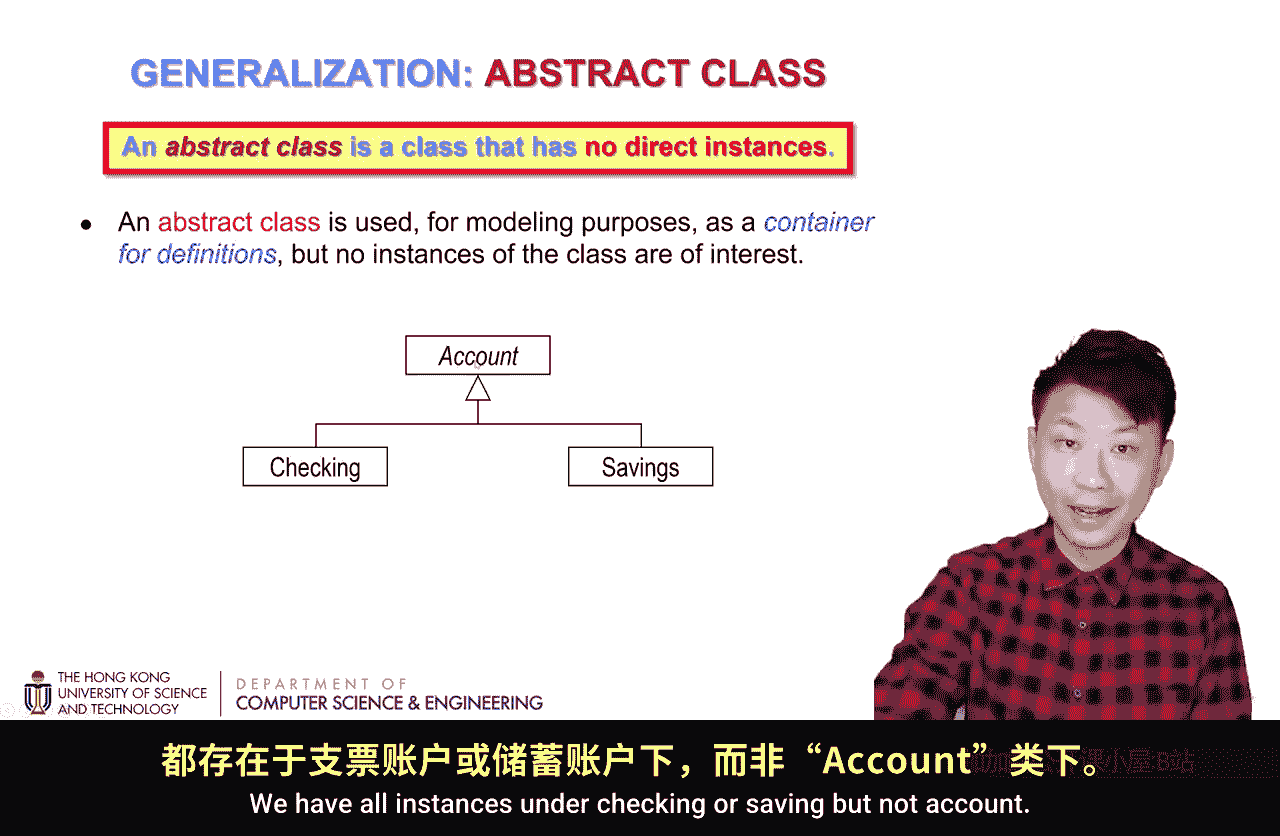 GENERALIZATION: ABSTRACT CLASS
An abstract class is a class that has no direct instances.
• An abstract class is used, for modeling purposes, as a container
for definitions, but no instances of the class are of interest.
Account
Checking
Savings
THE HONG KONG
UNIVERSITY OF SCIENCE
AND TECHNOLOGY
DEPARTMENT OF
COMPUTER SCIENCE & ENGINEERING
都存在于支票账户或储蓄账户下，而非“Account”类下。
We have all instances under checking or saving but not account.